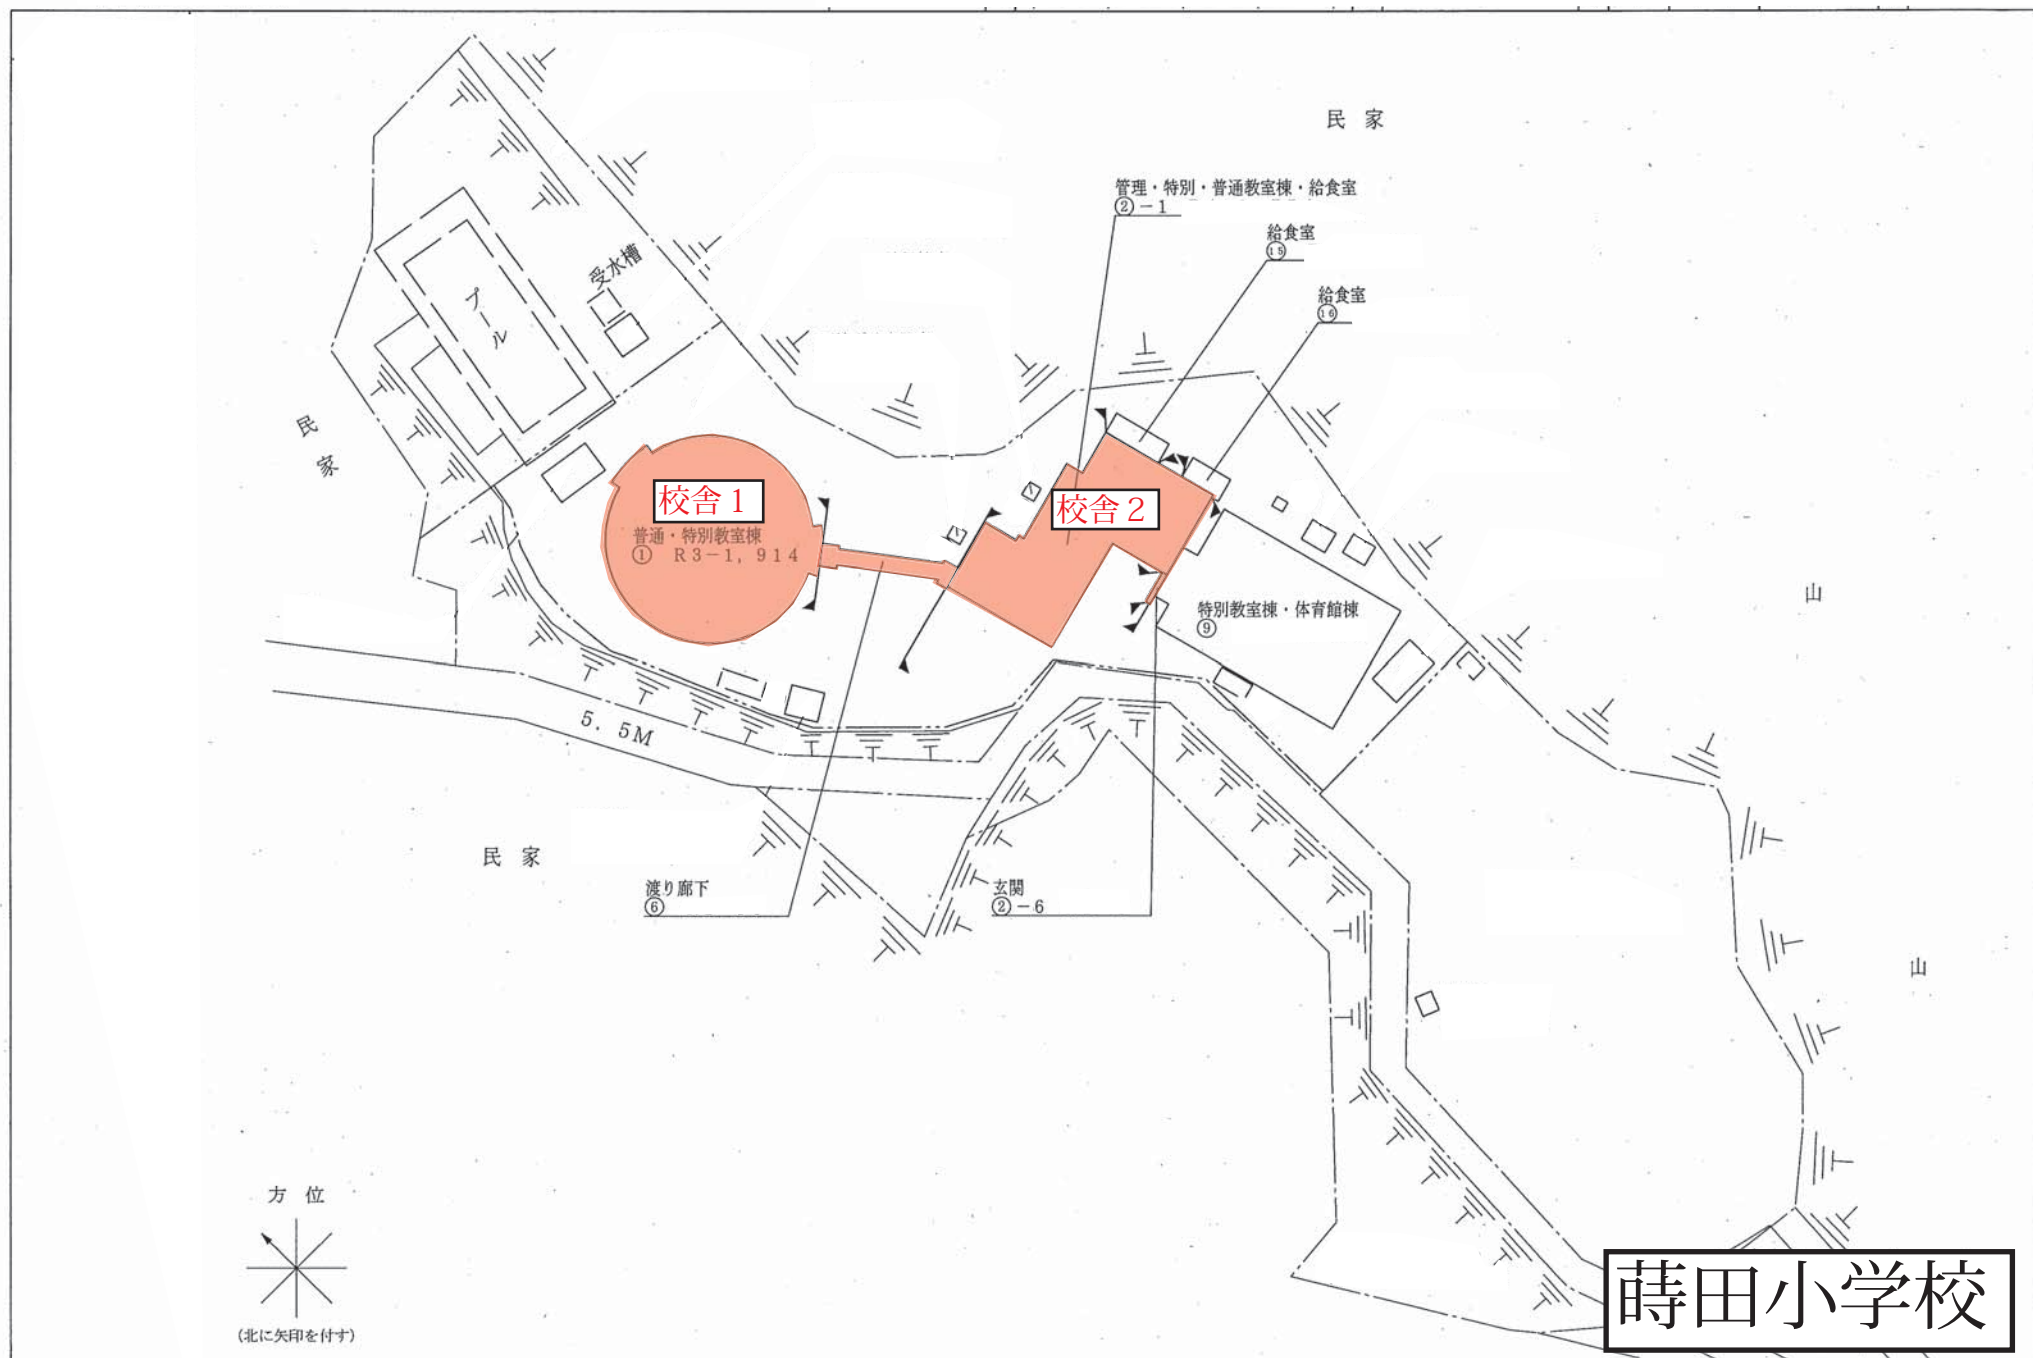 民 家
管理・特別・普通教室棟・給食室
②－1
給食室
⑮
給食室
⑯
受水槽
プール
民家
校舎１
普通・特別教室棟
① R3－1，914
校舎２
特別教室棟・体育館棟
⑨
山
5．5M
民 家
渡り廊下
⑥
玄関
②－6
山
方 位
(北に矢印を付す)
蒔田小学校